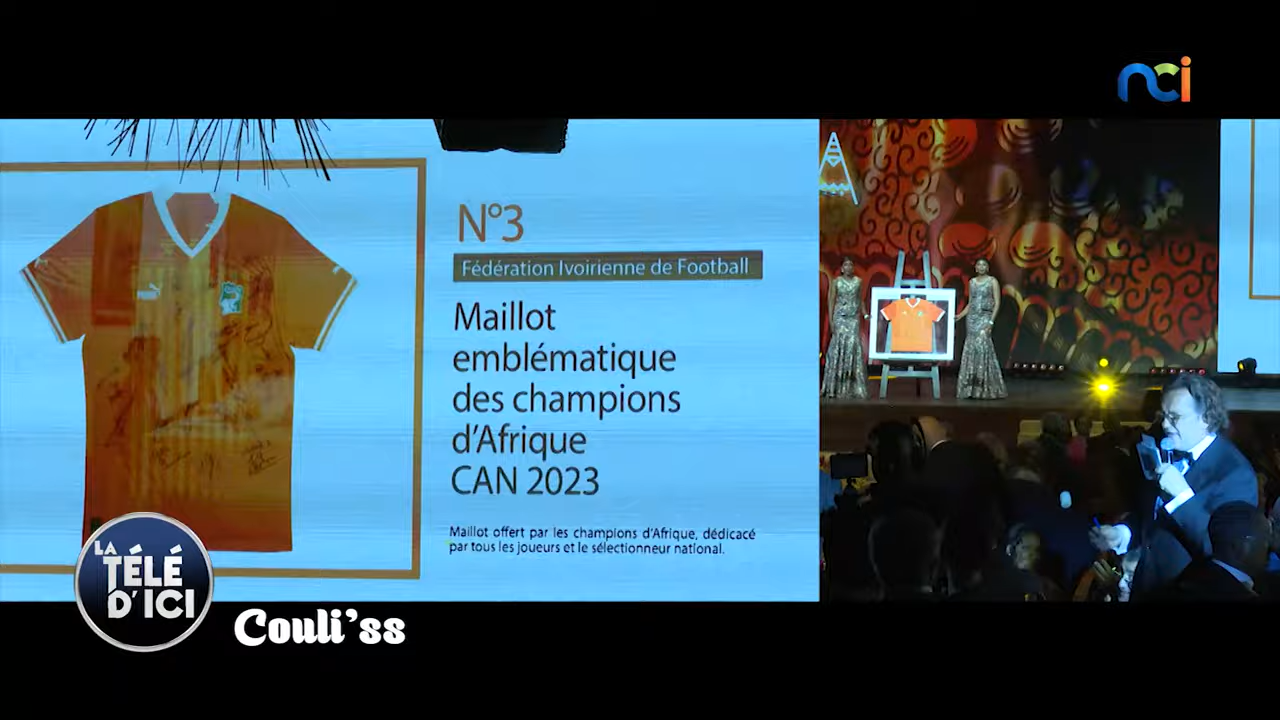 nci
N°3
Fédération Ivoirienne de Football
Maillot
emblématique
des champions
d'Afrique
CAN 2023
Maillot offert par les champions d'Afrique, dédicacé
par tous les joueurs et le sélectionneur national.
PUMA
LA
TÉLÉ
D'ICI
Couli'ss